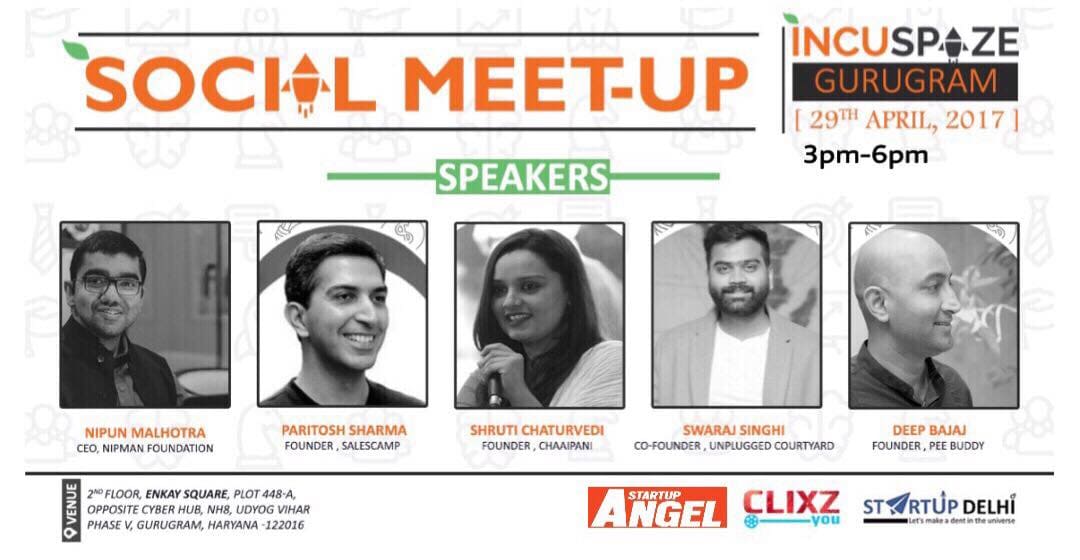 SOCIAL MEET-UP
INCUSPAZE
GURUGRAM
[ 29TH APRIL, 2017 ]
3pm-6pm
SPEAKERS
NIPUN MALHOTRA
CEO, NIPMAN FOUNDATION
PARITOSH SHARMA
FOUNDER , SALESCAMP
SHRUTI CHATURVEDI
FOUNDER , CHAAIPANI
SWARAJ SINGHI
CO-FOUNDER , UNPLUGGED COURTYARD
DEEP BAJAJ
FOUNDER , PEE BUDDY
VENUE
2ND FLOOR, ENKAY SQUARE, PLOT 448-A,
OPPOSITE CYBER HUB, NH8, UDYOG VIHAR
PHASE V, GURUGRAM, HARYANA -122016
STARTUP
ANGEL
CLIXZ
you
STARTUP DELHI
Let's make a dent in the universe